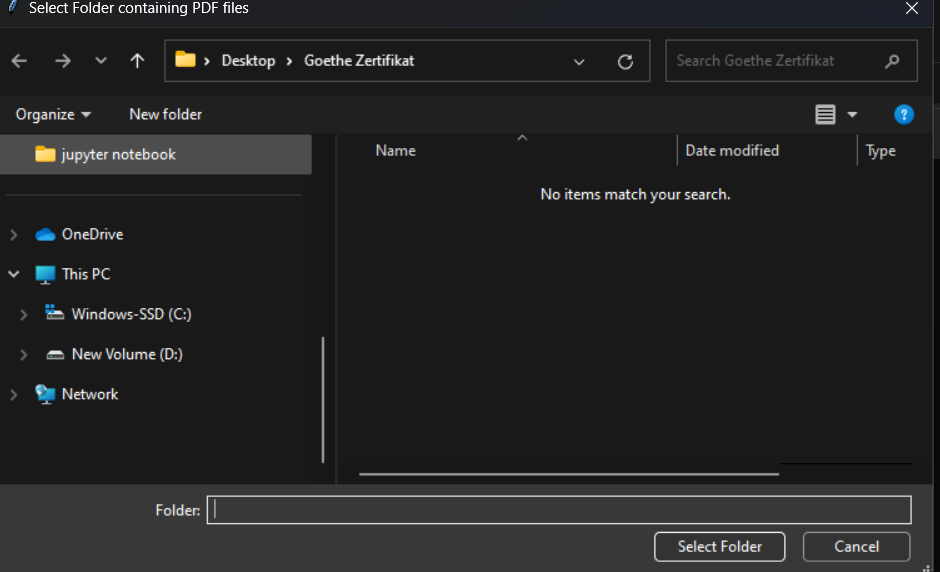 Select Folder containing PDF files
Desktop Goethe Zertifikat
Search Goethe Zertifikat
Organize New folder
?
jupyter notebook
Name Date modified Type
No items match your search.
OneDrive
This PC
Windows-SSD (C:)
New Volume (D:)
Network
Folder:
Select Folder Cancel